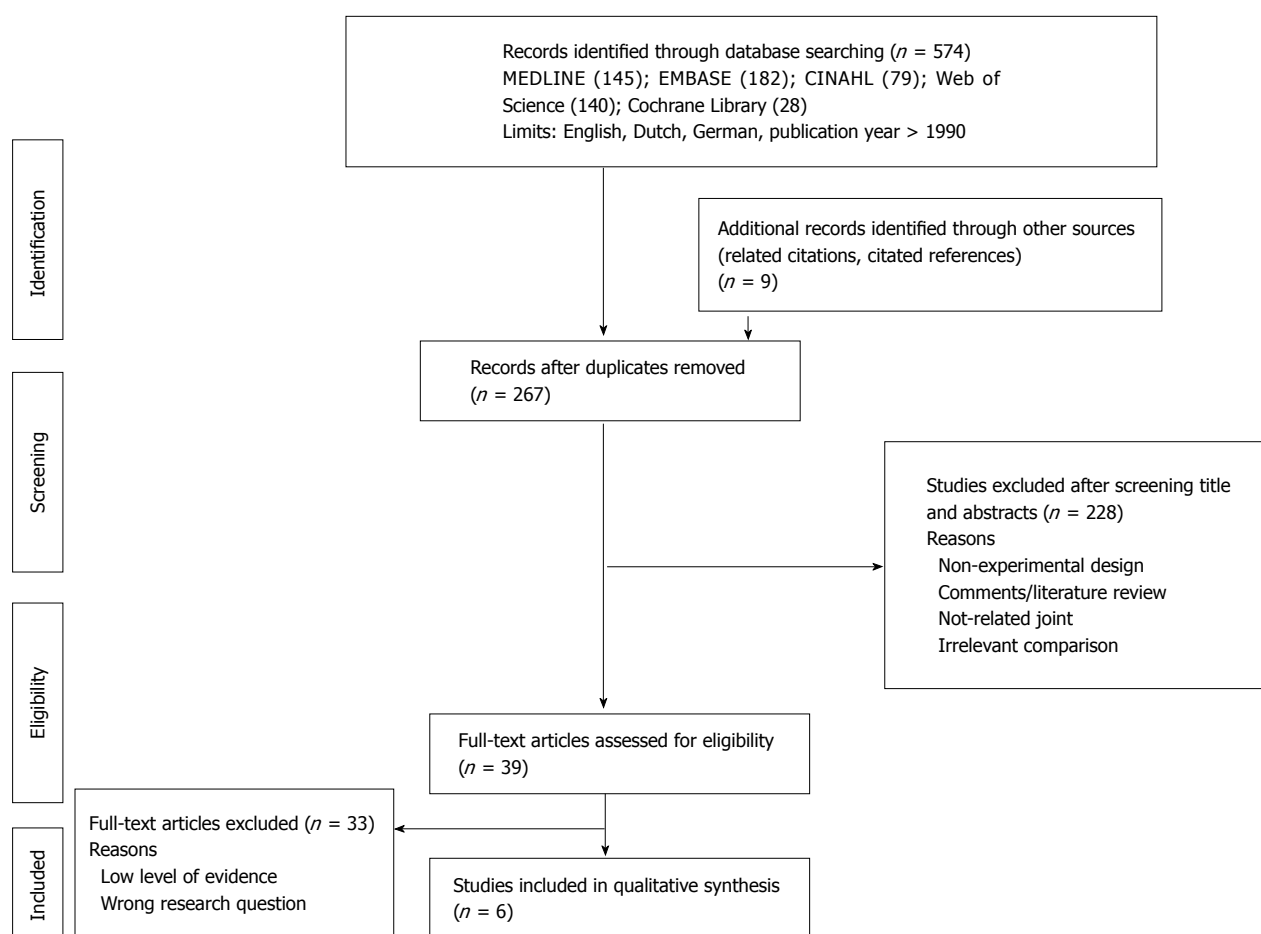 Records identified through database searching (n = 574)
MEDLINE (145); EMBASE (182); CINAHL (79); Web of
Science (140); Cochrane Library (28)
Limits: English, Dutch, German, publication year > 1990
Identification
Additional records identified through other sources
(related citations, citated references)
(n = 9)
Records after duplicates removed
(n = 267)
Screening
Studies excluded after screening title
and abstracts (n = 228)
Reasons
Non-experimental design
Comments/literature review
Not-related joint
Irrelevant comparison
Eligibility
Full-text articles assessed for eligibility
(n = 39)
Full-text articles excluded (n = 33)
Reasons
Low level of evidence
Wrong research question
Included
Studies included in qualitative synthesis
(n = 6)